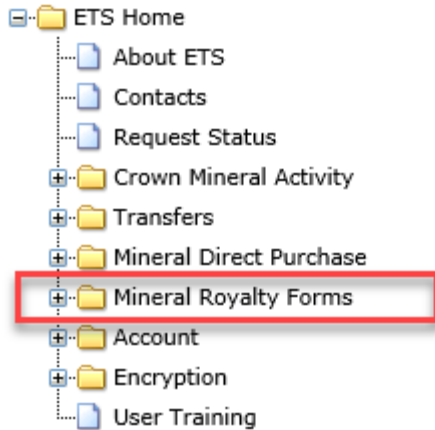 ETS Home
About ETS
Contacts
Request Status
Crown Mineral Activity
Transfers
Mineral Direct Purchase
Mineral Royalty Forms
Account
Encryption
User Training